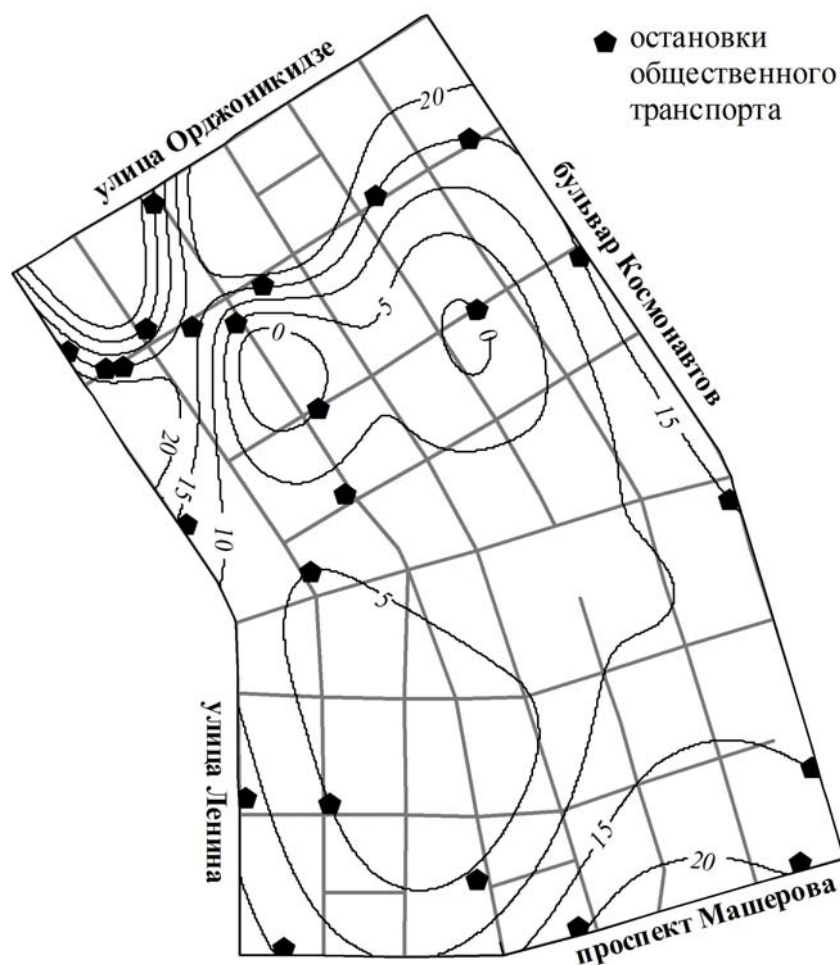 остановки
общественного
транспорта
улица Орджоникидзе
20
бульвар Космонавтов
5
0
0
15
20
15
10
5
улица Ленина
15
20
проспект Машерова